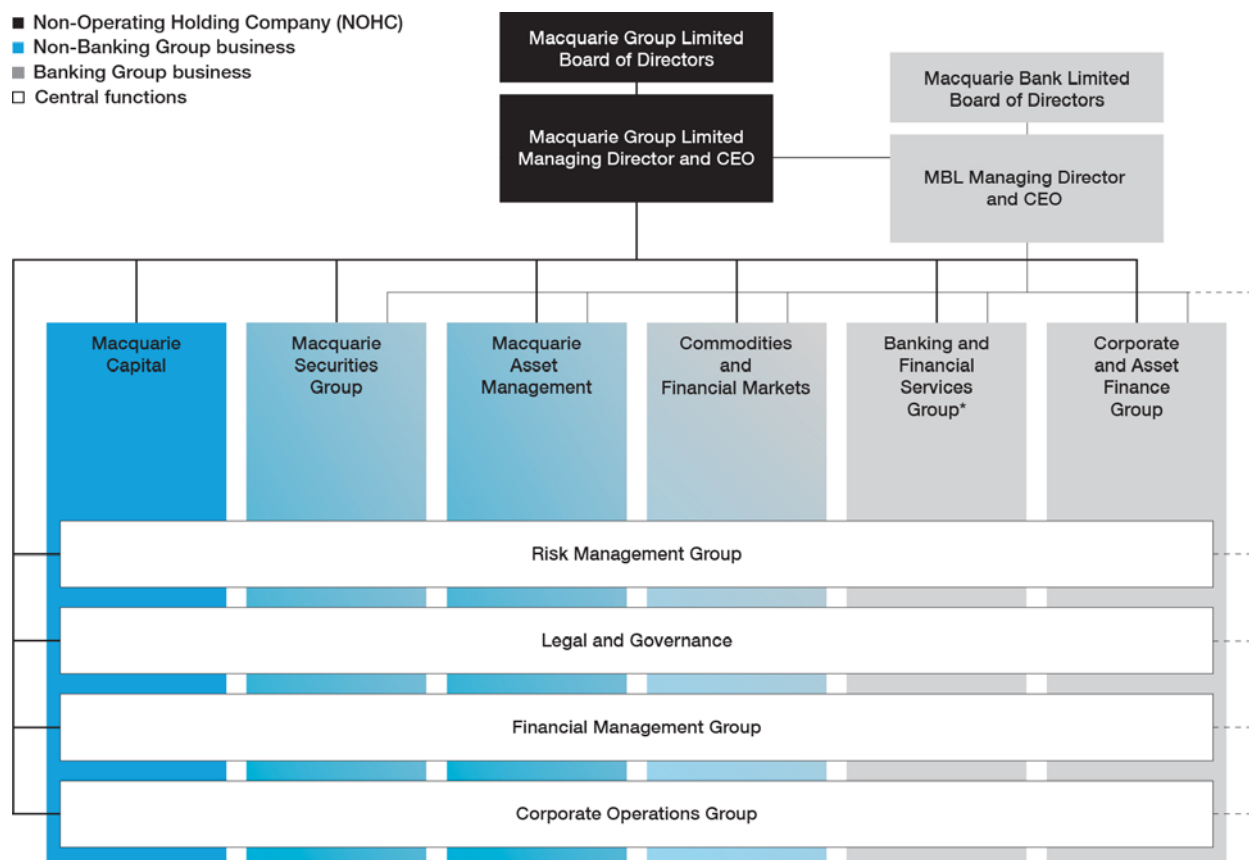 Non-Operating Holding Company (NOHC)
Non-Banking Group business
Banking Group business
Central functions
Macquarie Group Limited
Board of Directors
Macquarie Bank Limited
Board of Directors
Macquarie Group Limited
Managing Director and CEO
MBL Managing Director
and CEO
Macquarie
Capital
Macquarie
Securities
Group
Macquarie
Asset
Management
Commodities
and
Financial Markets
Banking and
Financial
Services
Group*
Corporate
and Asset
Finance
Group
Risk Management Group
Legal and Governance
Financial Management Group
Corporate Operations Group